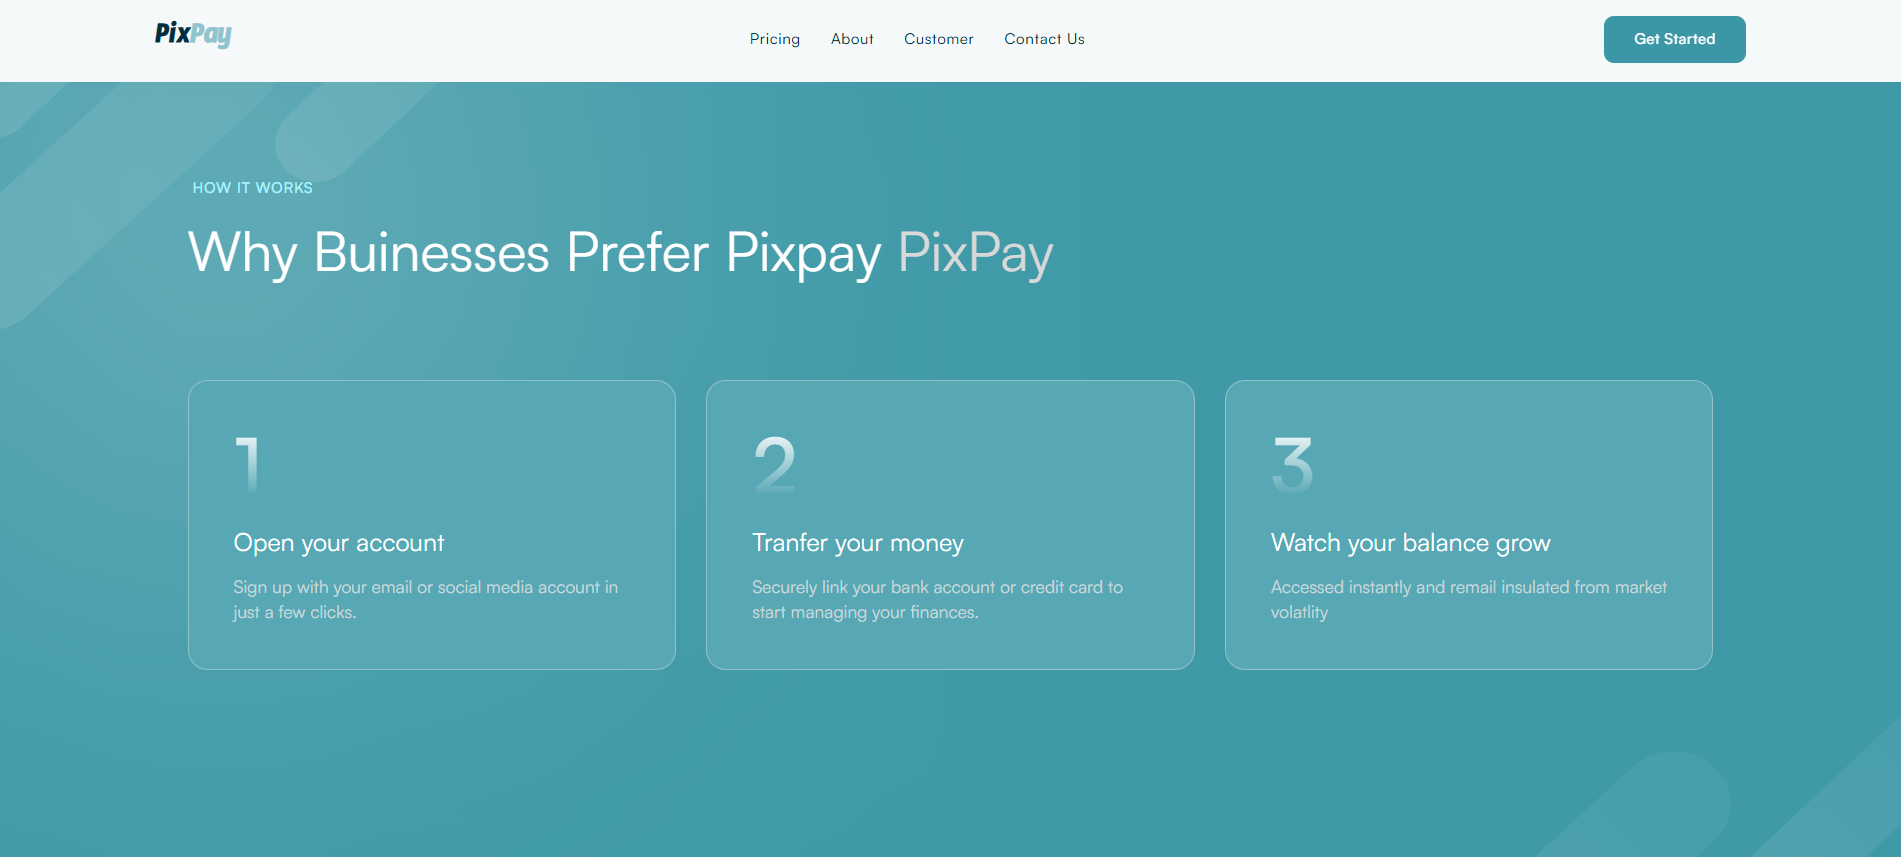 PixPay
Pricing About Customer Contact Us
Get Started
HOW IT WORKS
Why Buinesses Prefer Pixpay PixPay
1
Open your account
Sign up with your email or social media account in
just a few clicks.
2
Tranfer your money
Securely link your bank account or credit card to
start managing your finances.
3
Watch your balance grow
Accessed instantly and remail insulated from market
volatlity